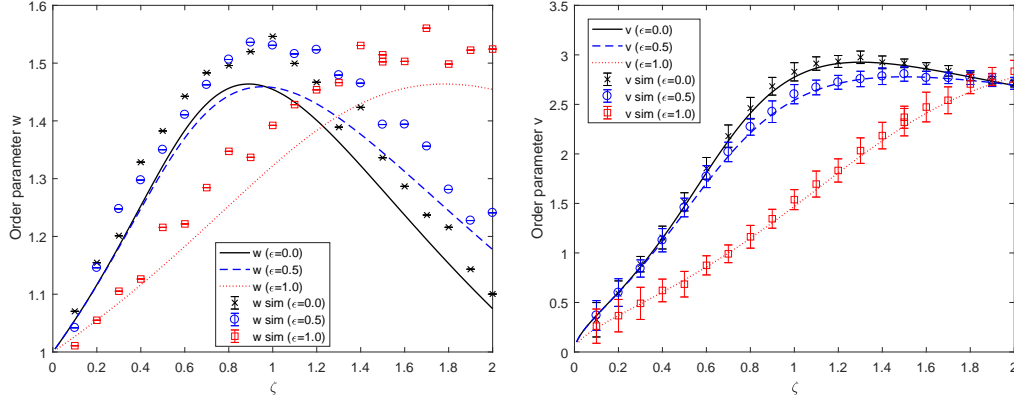 Order parameter w
1.6
1.5
1.4
1.3
1.2
1.1
1
0 0.2 0.4 0.6 0.8 1 1.2 1.4 1.6 1.8 2
ζ
w (ϵ=0.0)
w (ϵ=0.5)
w (ϵ=1.0)
w sim (ϵ=0.0)
w sim (ϵ=0.5)
w sim (ϵ=1.0)
Order parameter v
3.5
3
2.5
2
1.5
1
0.5
0
0 0.2 0.4 0.6 0.8 1 1.2 1.4 1.6 1.8 2
ζ
v (ϵ=0.0)
v (ϵ=0.5)
v (ϵ=1.0)
v sim (ϵ=0.0)
v sim (ϵ=0.5)
v sim (ϵ=1.0)